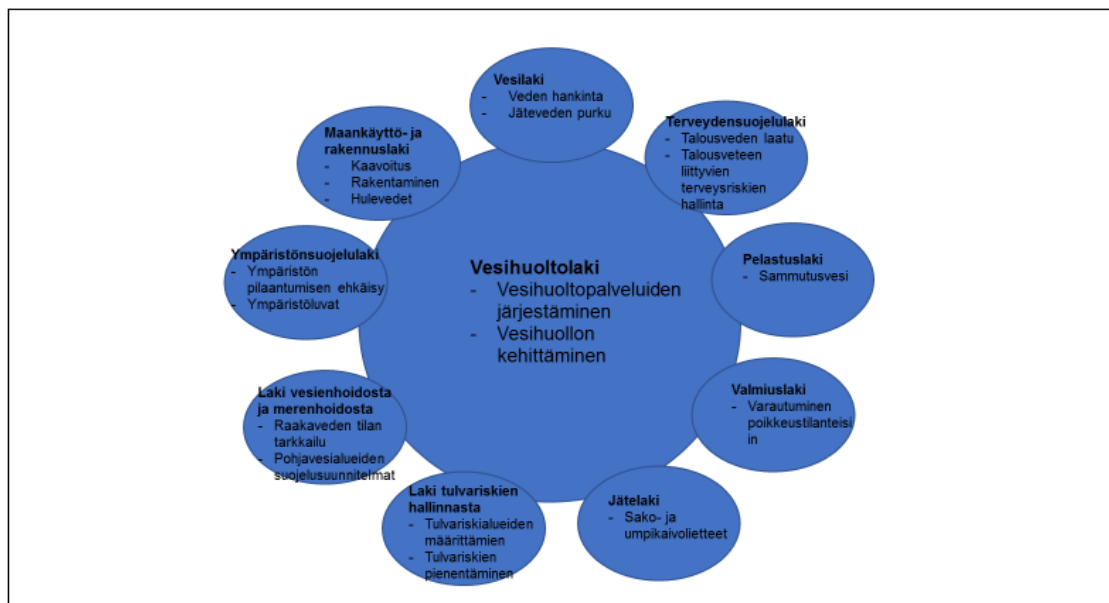 Vesilaki
- Veden hankinta
- Jäteveden purku
Terveydensuojelulaki
- Talousveden laatu
- Talousveteen
liittyvien
terveysriskien
hallinta
Pelastuslaki
- Sammutusvesi
Valmiuslaki
- Varautuminen
poikkeustilanteisi
in
Jätelaki
- Sako- ja
umpikaivolietteet
Laki tulvariskien
hallinnasta
- Tulvariskialueiden
määrittämien
- Tulvariskien
pienentäminen
Laki vesienhoidosta
ja merenhoidosta
- Raakaveden tilan
tarkkailu
- Pohjavesialueiden
suojelusuunnitelmat
Ympäristönsuojelulaki
- Ympäristön
pilaantumisen ehkäisy
- Ympäristöluvat
Maankäyttö- ja
rakennuslaki
- Kaavoitus
- Rakentaminen
- Hulevedet
Vesihuoltolaki
- Vesihuoltopalveluiden
järjestäminen
- Vesihuollon
kehittäminen